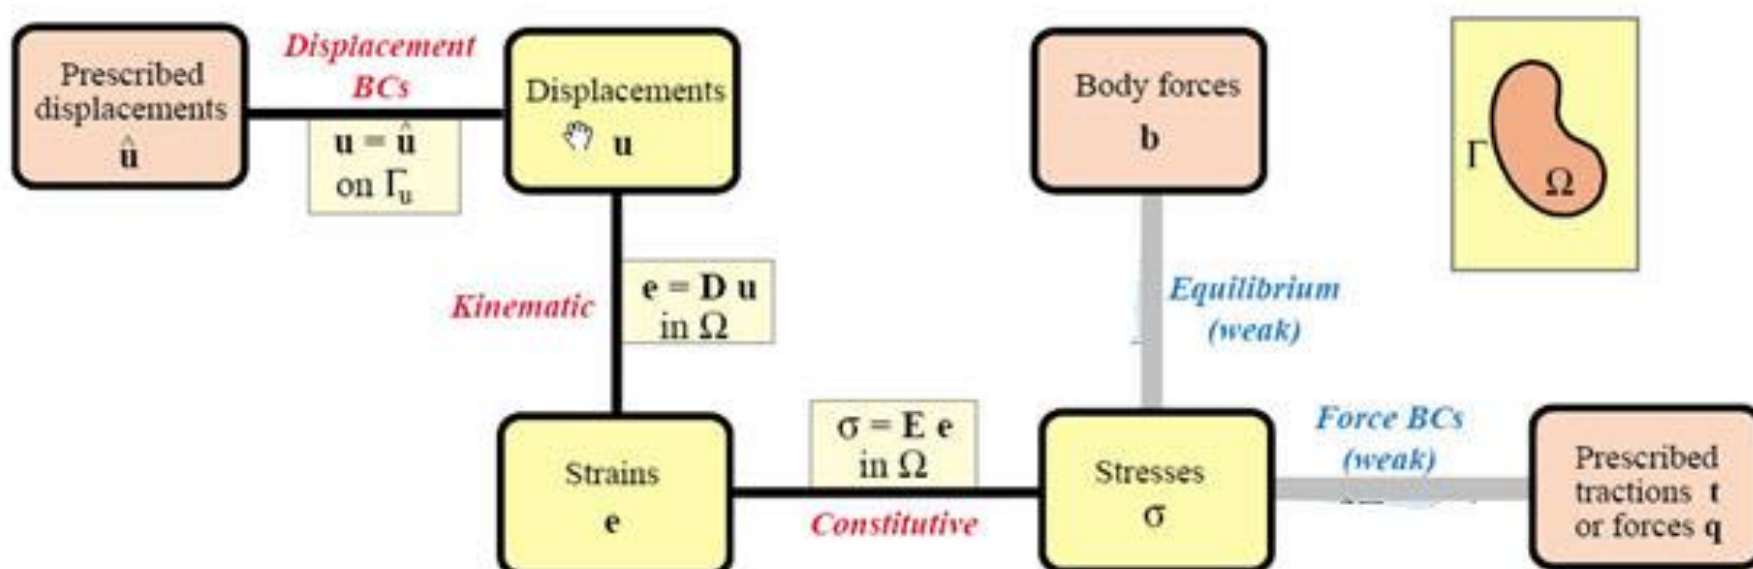 Prescribed
displacements
û
Displacement
BCs
u = û
on Γu
Displacements
u
Body forces
b
Γ
Ω
Kinematic
e = D u
in Ω
Equilibrium
(weak)
Strains
e
σ = E e
in Ω
Constitutive
Stresses
σ
Force BCs
(weak)
Prescribed
tractions t
or forces q